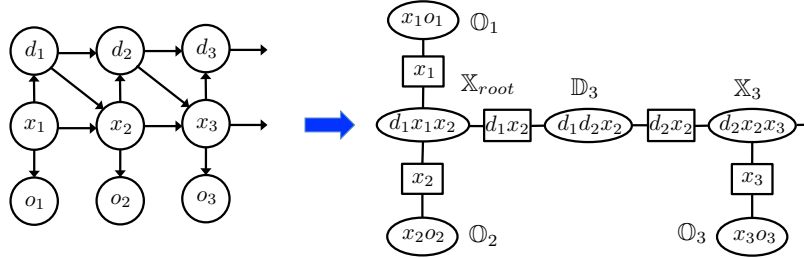 d₁ d₂ d₃
x₁ x₂ x₃
o₁ o₂ o₃
x₁o₁ 𝕆₁
x₁
𝕏root 𝔻₃ 𝕏₃
d₁x₁x₂ d₁x₂ d₁d₂x₂ d₂x₂ d₂x₂x₃
x₂ x₃
x₂o₂ 𝕆₂ 𝕆₃ x₃o₃